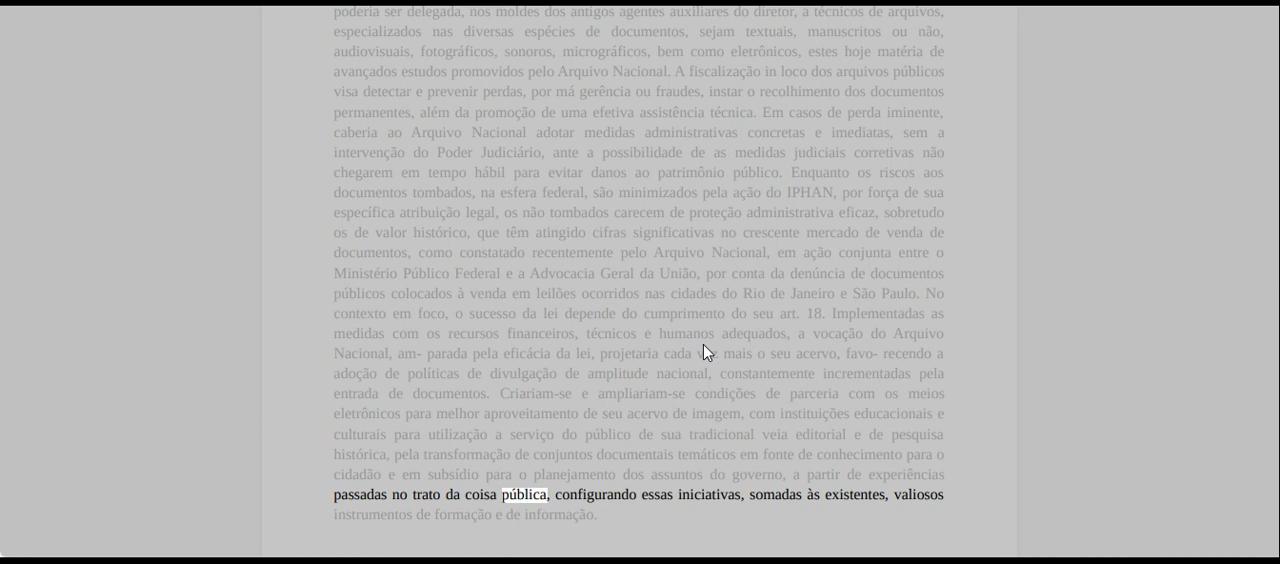 poderia ser delegada, nos moldes dos antigos agentes auxiliares do diretor, a técnicos de arquivos,
especializados nas diversas espécies de documentos, sejam textuais, manuscritos ou não,
audiovisuais, fotográficos, sonoros, micrográficos, bem como eletrônicos, estes hoje matéria de
avançados estudos promovidos pelo Arquivo Nacional. A fiscalização in loco dos arquivos públicos
visa detectar e prevenir perdas, por má gerência ou fraudes, instar o recolhimento dos documentos
permanentes, além da promoção de uma efetiva assistência técnica. Em casos de perda iminente,
caberia ao Arquivo Nacional adotar medidas administrativas concretas e imediatas, sem a
intervenção do Poder Judiciário, ante a possibilidade de as medidas judiciais corretivas não
chegarem em tempo hábil para evitar danos ao patrimônio público. Enquanto os riscos aos
documentos tombados, na esfera federal, são minimizados pela ação do IPHAN, por força de sua
específica atribuição legal, os não tombados carecem de proteção administrativa eficaz, sobretudo
os de valor histórico, que têm atingido cifras significativas no crescente mercado de venda de
documentos, como constatado recentemente pelo Arquivo Nacional, em ação conjunta entre o
Ministério Público Federal e a Advocacia Geral da União, por conta da denúncia de documentos
públicos colocados à venda em leilões ocorridos nas cidades do Rio de Janeiro e São Paulo. No
contexto em foco, o sucesso da lei depende do cumprimento do seu art. 18. Implementadas as
medidas com os recursos financeiros, técnicos e humanos adequados, a vocação do Arquivo
Nacional, am- parada pela eficácia da lei, projetaria cada mais o seu acervo, favo- recendo a
adoção de políticas de divulgação de amplitude nacional, constantemente incrementadas pela
entrada de documentos. Criariam-se e ampliariam-se condições de parceria com os meios
eletrônicos para melhor aproveitamento de seu acervo de imagem, com instituições educacionais e
culturais para utilização a serviço do público de sua tradicional veia editorial e de pesquisa
histórica, pela transformação de conjuntos documentais temáticos em fonte de conhecimento para o
cidadão e em subsídio para o planejamento dos assuntos do governo, a partir de experiências
passadas no trato da coisa pública, configurando essas iniciativas, somadas às existentes, valiosos
instrumentos de formação e de informação.